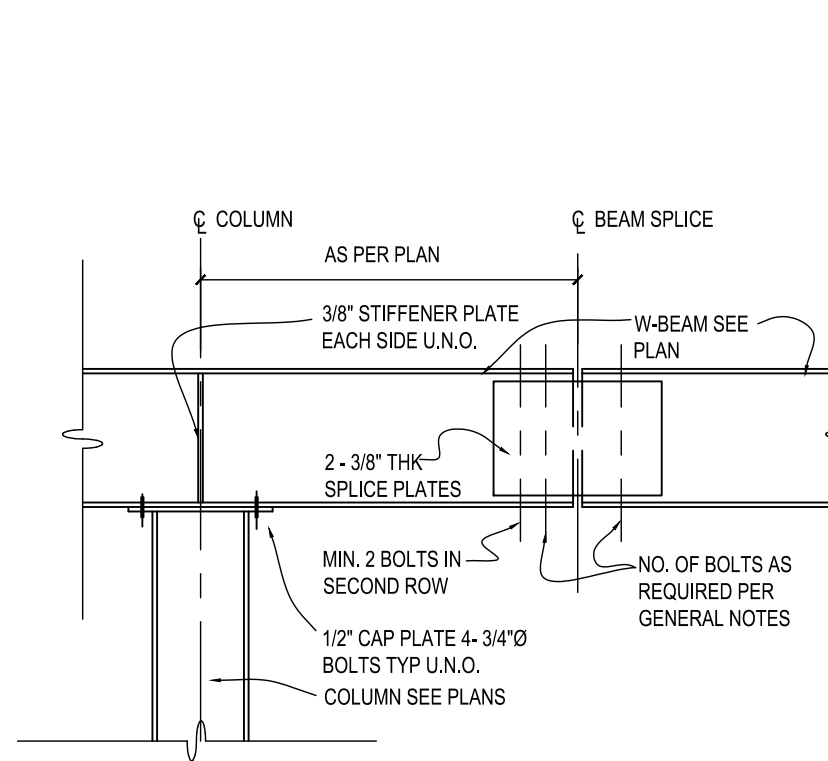 ℄ COLUMN
℄ BEAM SPLICE
AS PER PLAN
3/8" STIFFENER PLATE
EACH SIDE U.N.O.
W-BEAM SEE
PLAN
2 - 3/8" THK
SPLICE PLATES
MIN. 2 BOLTS IN
SECOND ROW
NO. OF BOLTS AS
REQUIRED PER
GENERAL NOTES
1/2" CAP PLATE 4- 3/4"Ø
BOLTS TYP U.N.O.
COLUMN SEE PLANS